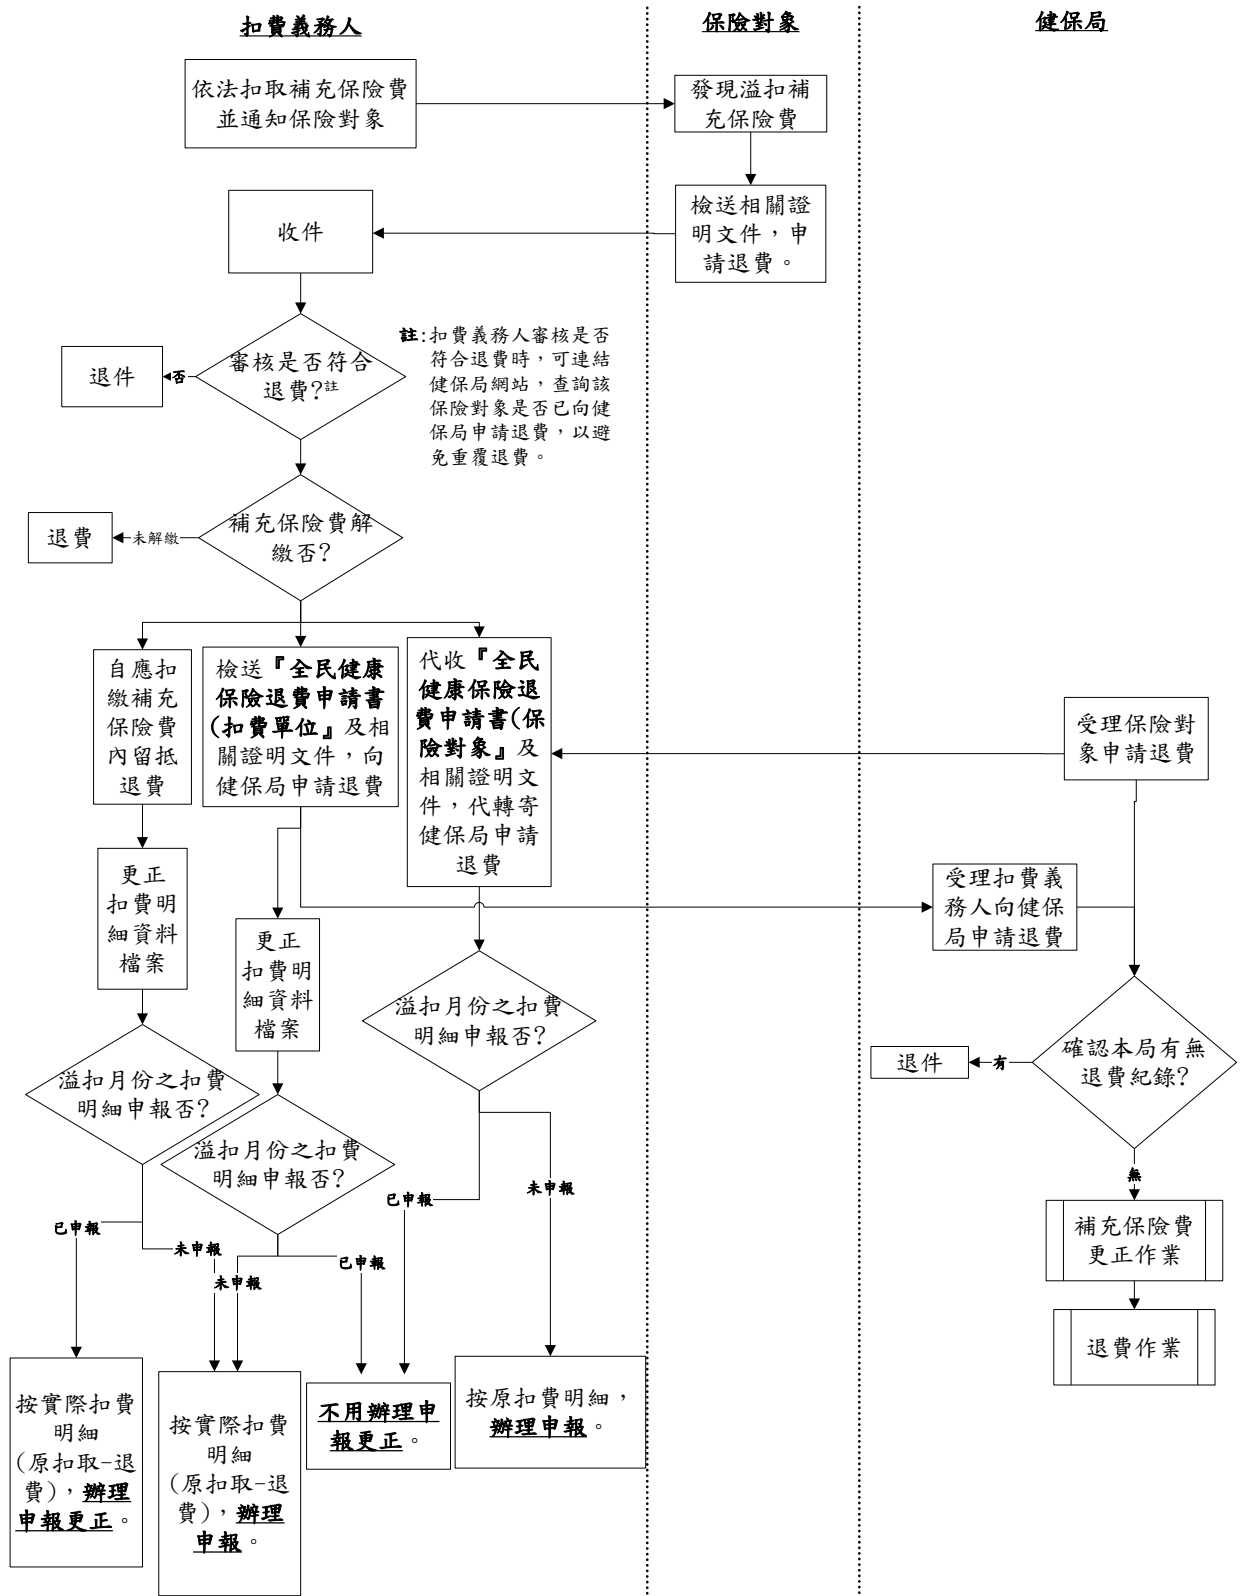 扣費義務人
保險對象
健保局
依法扣取補充保險費
並通知保險對象
發現溢扣補
充保險費
檢送相關證
明文件，申
請退費。
收件
審核是否符合
退費?註
否
退件
註:扣費義務人審核是否
符合退費時，可連結
健保局網站，查詢該
保險對象是否已向健
保局申請退費，以避
免重覆退費。
補充保險費解
繳否?
未解繳
退費
自應扣
繳補充
保險費
內留抵
退費
檢送『全民健康
保險退費申請書
(扣費單位』及相
關證明文件，向
健保局申請退費
代收『全民
健康保險退
費申請書(保
險對象』及
相關證明文
件，代轉寄
健保局申請
退費
受理保險對
象申請退費
更正
扣費明
細資料
檔案
更正
扣費明
細資料
檔案
受理扣費義
務人向健保
局申請退費
溢扣月份之扣費
明細申報否?
溢扣月份之扣費
明細申報否?
溢扣月份之扣費
明細申報否?
確認本局有無
退費紀錄?
有
退件
無
補充保險費
更正作業
退費作業
已申報
未申報
未申報
已申報
已申報
未申報
按實際扣費
明細
(原扣取-退
費)，辦理
申報更正。
按實際扣費
明細
(原扣取-退
費)，辦理
申報。
不用辦理申
報更正。
按原扣費明細，
辦理申報。